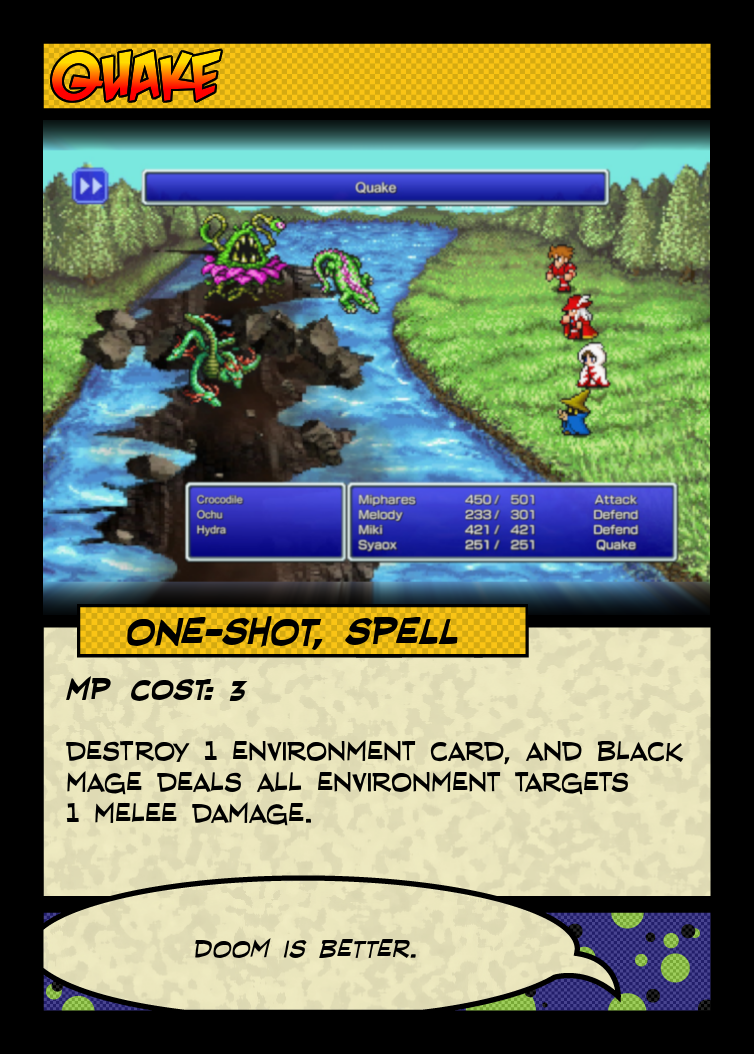 QUAKE
Quake
Crocodile
Ochu
Hydra
Miphares 450/ 501 Attack
Melody 233/ 301 Defend
Miki 421/ 421 Defend
Syaox 251/ 251 Quake
ONE-SHOT, SPELL
MP COST: 3
DESTROY 1 ENVIRONMENT CARD, AND BLACK
MAGE DEALS ALL ENVIRONMENT TARGETS
1 MELEE DAMAGE.
DOOM IS BETTER.